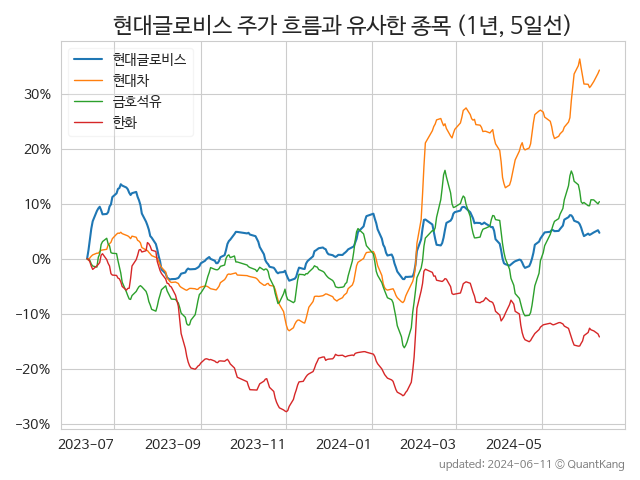 현대글로비스 주가 흐름과 유사한 종목 (1년, 5일선)
현대글로비스
현대차
금호석유
한화
30%
20%
10%
0%
−10%
−20%
−30%
2023-07 2023-09 2023-11 2024-01 2024-03 2024-05
updated: 2024-06-11 © QuantKang